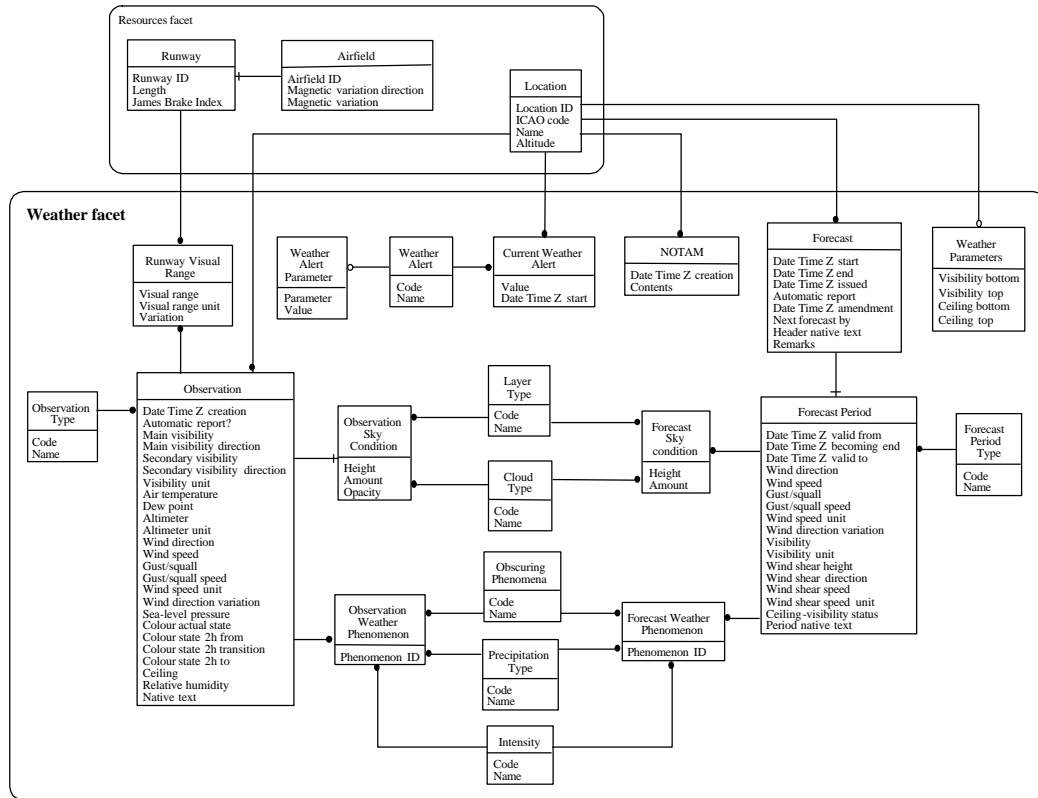 Resources facet
Runway
Runway ID
Length
James Brake Index
Airfield
Airfield ID
Magnetic variation direction
Magnetic variation
Location
Location ID
ICAO code
Name
Altitude
Weather facet
Runway Visual
Range
Visual range
Visual range unit
Variation
Weather
Alert
Parameter
Parameter
Value
Weather
Alert
Code
Name
Current Weather
Alert
Value
Date Time Z start
NOTAM
Date Time Z creation
Contents
Forecast
Date Time Z start
Date Time Z end
Date Time Z issued
Automatic report
Date Time Z amendment
Next forecast by
Header native text
Remarks
Weather
Parameters
Visibility bottom
Visibility top
Ceiling bottom
Ceiling top
Observation
Type
Code
Name
Observation
Date Time Z creation
Automatic report?
Main visibility
Main visibility direction
Secondary visibility
Secondary visibility direction
Visibility unit
Air temperature
Dew point
Altimeter
Altimeter unit
Wind direction
Wind speed
Gust/squall
Gust/squall speed
Wind speed unit
Wind direction variation
Sea-level pressure
Colour actual state
Colour state 2h from
Colour state 2h transition
Colour state 2h to
Ceiling
Relative humidity
Native text
Observation
Sky
Condition
Height
Amount
Opacity
Layer
Type
Code
Name
Cloud
Type
Code
Name
Forecast
Sky
condition
Height
Amount
Forecast Period
Date Time Z valid from
Date Time Z becoming end
Date Time Z valid to
Wind direction
Wind speed
Gust/squall
Gust/squall speed
Wind speed unit
Wind direction variation
Visibility
Visibility unit
Wind shear height
Wind shear direction
Wind shear speed
Wind shear speed unit
Ceiling-visibility status
Period native text
Forecast
Period
Type
Code
Name
Observation
Weather
Phenomenon
Phenomenon ID
Obscuring
Phenomena
Code
Name
Precipitation
Type
Code
Name
Forecast Weather
Phenomenon
Phenomenon ID
Intensity
Code
Name